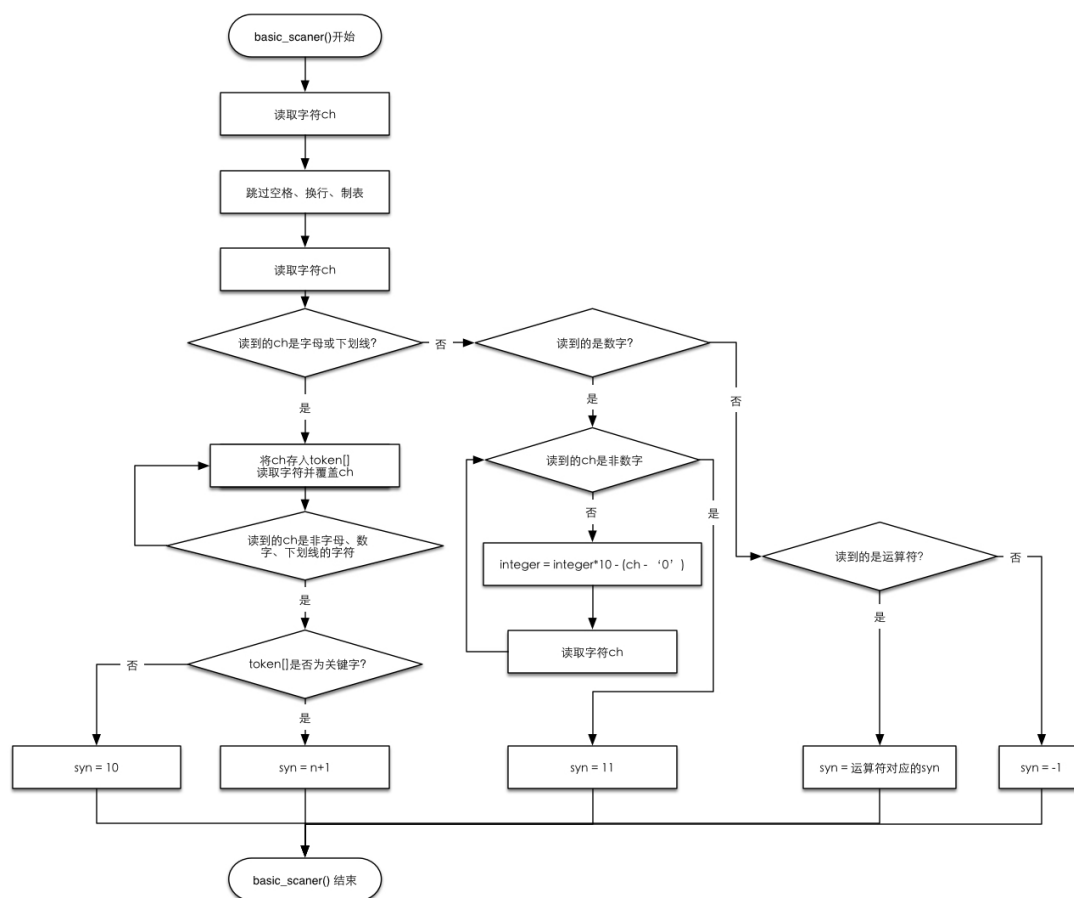 basic_scaner()开始
读取字符ch
跳过空格、换行、制表
读取字符ch
读到的ch是字母或下划线?
否
读到的是数字?
是
是
否
将ch存入token[]
读取字符并覆盖ch
读到的ch是非数字
是
否
读到的ch是非字母、数
字、下划线的字符
读到的是运算符?
否
integer = integer*10 - (ch - ‘0’)
是
是
读取字符ch
token[]是否为关键字?
否
是
syn = 10
syn = n+1
syn = 11
syn = 运算符对应的syn
syn = -1
basic_scaner() 结束